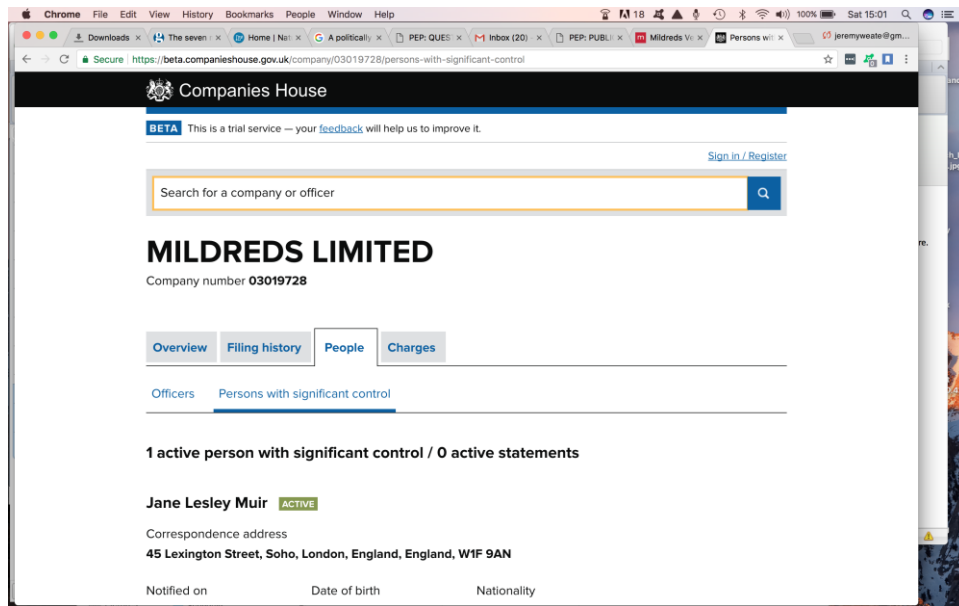 Chrome File Edit View History Bookmarks People Window Help 18 100% Sat 15:01
Downloads × The seven × Home | Nat × A politically × PEP: QUES × Inbox (20) - × PEP: PUBLI × Mildreds Ve × Persons wit × jeremyweate@gm...
Secure https://beta.companieshouse.gov.uk/company/03019728/persons-with-significant-control
Companies House
BETA This is a trial service — your feedback will help us to improve it.
Sign in / Register
Search for a company or officer
MILDREDS LIMITED
Company number 03019728
Overview Filing history People Charges
Officers Persons with significant control
1 active person with significant control / 0 active statements
Jane Lesley Muir ACTIVE
Correspondence address
45 Lexington Street, Soho, London, England, England, W1F 9AN
Notified on Date of birth Nationality